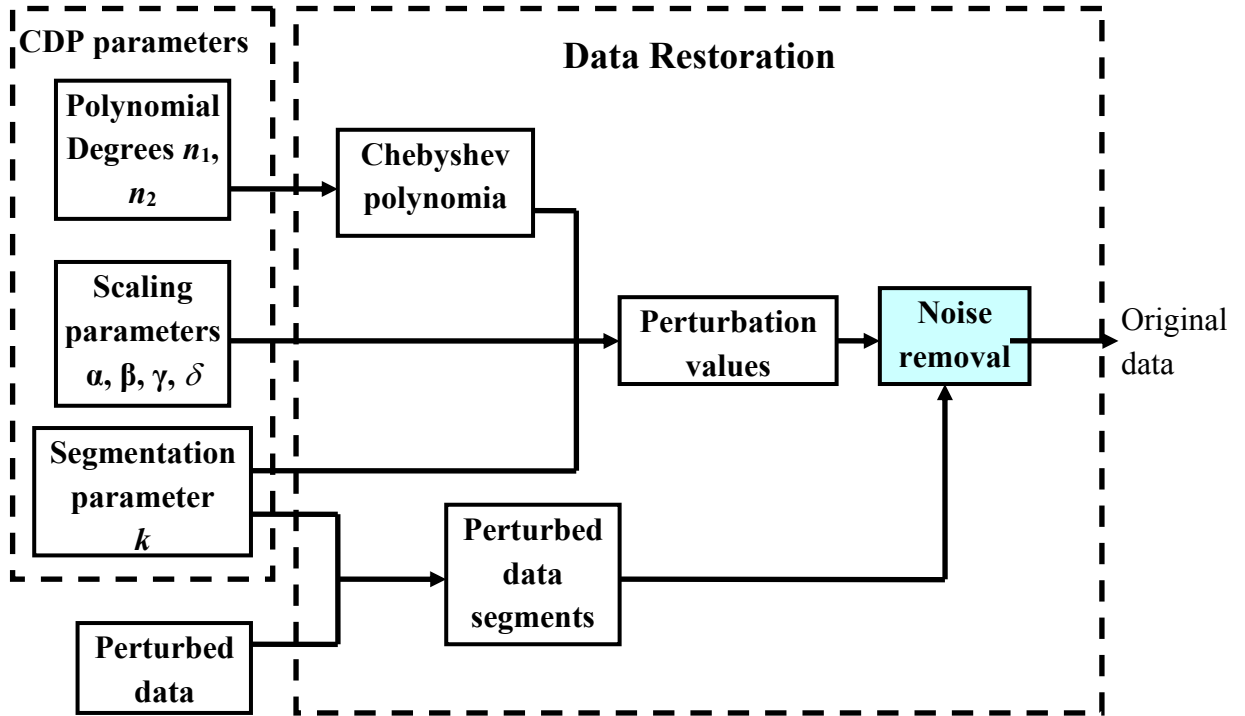 CDP parameters
Data Restoration
Polynomial
Degrees n₁,
n₂
Chebyshev
polynomia
Scaling
parameters
α, β, γ, δ
Perturbation
values
Noise
removal
Original
data
Segmentation
parameter
k
Perturbed
data
segments
Perturbed
data